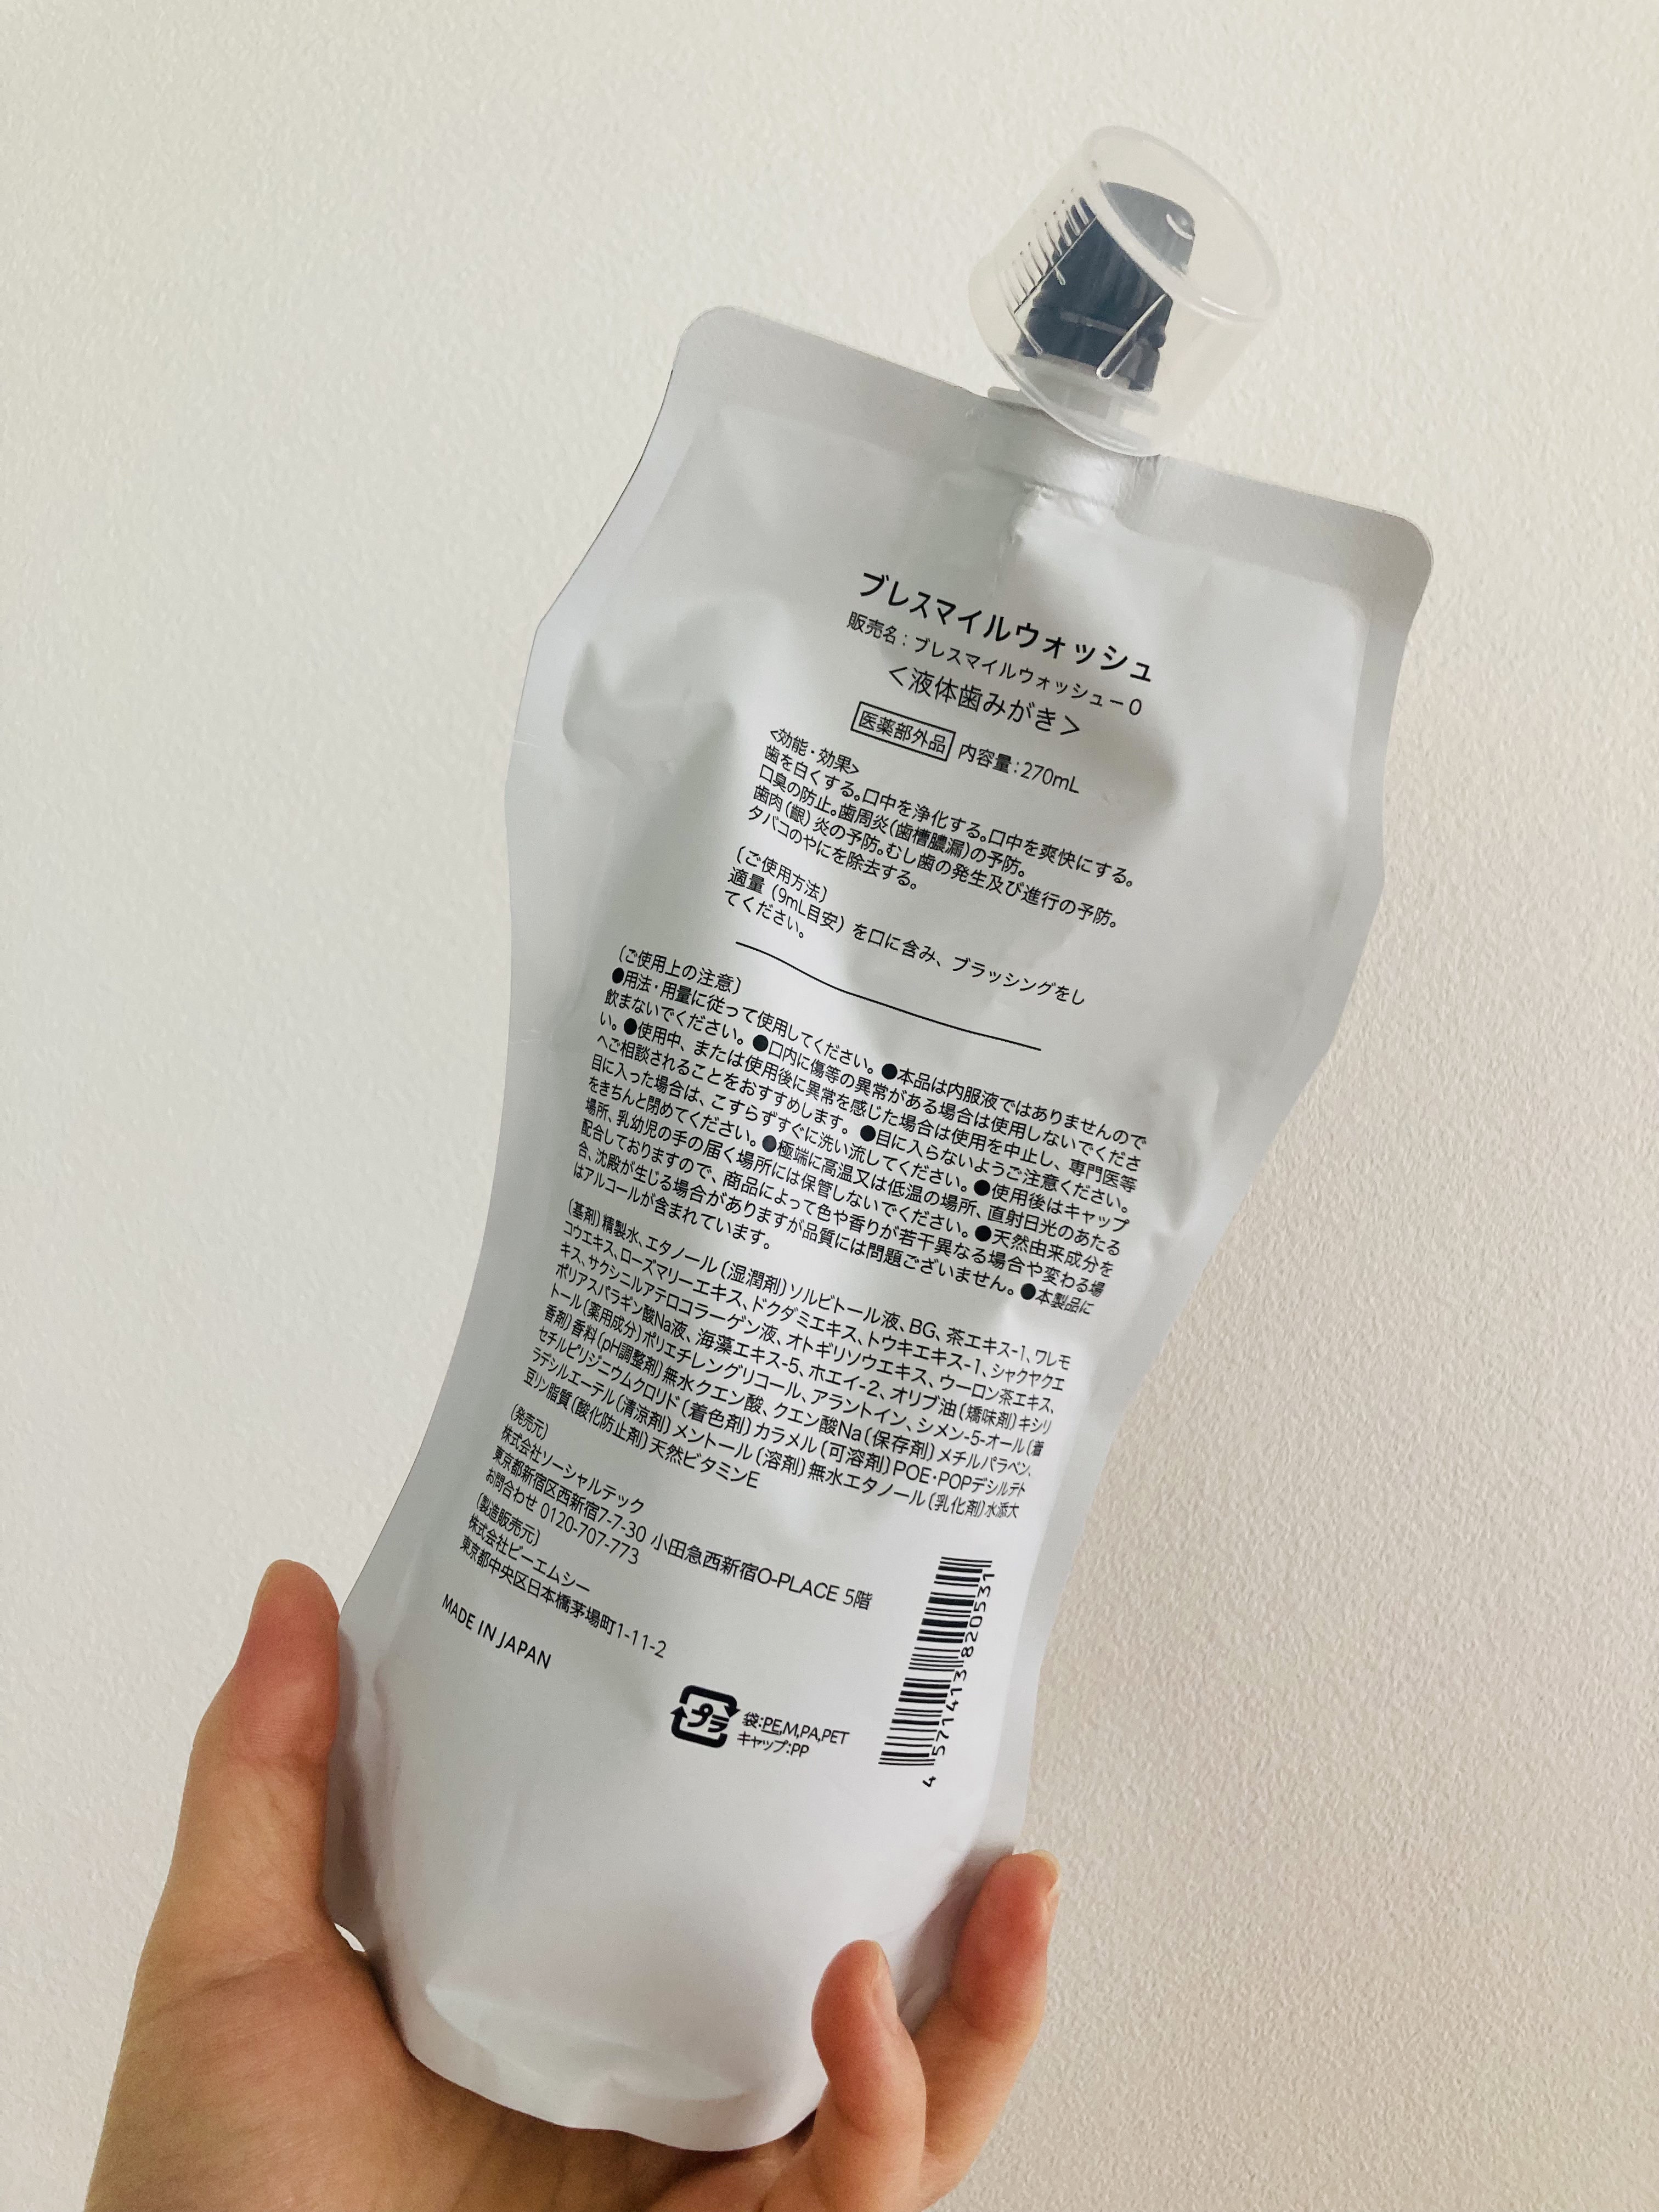 ブレスマイルウォッシュ
販売名：ブレスマイルウォッシュー0
＜液体歯みがき＞
医薬部外品 内容量：270mL
<効能・効果>
歯を白くする。口中を浄化する。口中を爽快にする。
口臭の防止。歯周炎(歯槽膿漏)の予防。
歯肉(齦)炎の予防。むし歯の発生及び進行の予防。
タバコのやにを除去する。
〔ご使用方法〕
適量（9mL目安）を口に含み、ブラッシングをし
てください。
〔ご使用上の注意〕
●用法・用量に従って使用してください。●本品は内服液ではありませんので
飲まないでください。●口内に傷等の異常がある場合は使用しないでくださ
い。●使用中、または使用後に異常を感じた場合は使用を中止し、専門医等
へご相談されることをおすすめします。●目に入らないようご注意ください。
目に入った場合は、こすらずすぐに洗い流してください。●使用後はキャップ
をきちんと閉めてください。●極端に高温又は低温の場所、直射日光のあたる
場所、乳幼児の手の届く場所には保管しないでください。●天然由来成分を
配合しておりますので、商品によって色や香りが若干異なる場合や変わる場
合、沈殿が生じる場合がありますが品質には問題ございません。●本製品に
はアルコールが含まれています。
〔基剤〕精製水、エタノール〔湿潤剤〕ソルビトール液、BG、茶エキス-1、ワレモ
コウエキス、ローズマリーエキス、ドクダミエキス、トウキエキス-1、シャクヤクエ
キス、サクシニルアテロコラーゲン液、オトギリソウエキス、ウーロン茶エキス、
ポリアスパラギン酸Na液、海藻エキス-5、ホエイ-2、オリブ油〔矯味剤〕キシリ
トール〔薬用成分〕ポリエチレングリコール、アラントイン、シメン-5-オール〔着
香剤〕香料〔pH調整剤〕無水クエン酸、クエン酸Na〔保存剤〕メチルパラベン、
セチルピリジニウムクロリド〔着色剤〕カラメル〔可溶剤〕POE・POPデシルテト
ラデシルエーテル〔清涼剤〕メントール〔溶剤〕無水エタノール〔乳化剤〕水添大
豆リン脂質〔酸化防止剤〕天然ビタミンE
〔発売元〕
株式会社ソーシャルテック
東京都新宿区西新宿7-7-30 小田急西新宿O-PLACE 5階
お問合わせ 0120-707-773
〔製造販売元〕
株式会社ピーエムシー
東京都中央区日本橋茅場町1-11-2
MADE IN JAPAN
プラ
袋:PE,M,PA,PET
キャップ:PP
4 571413 820531